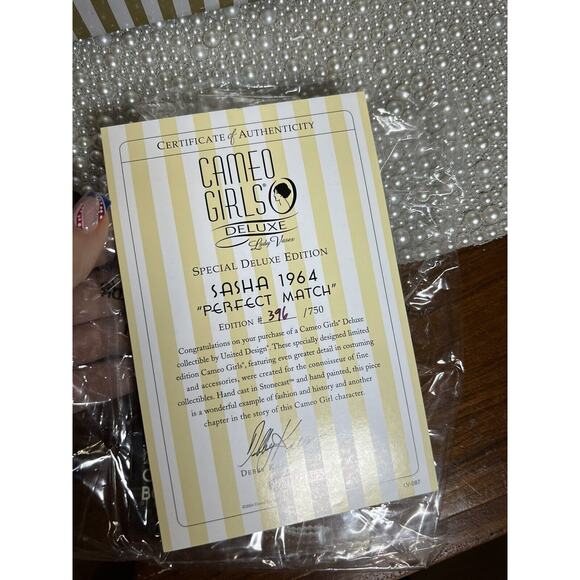 CERTIFICATE of AUTHENTICITY
CAMEO
GIRLS®
DELUXE
Lady Vases
SPECIAL DELUXE EDITION
SASHA 1964
"PERFECT MATCH"
EDITION # 396 /750
Congratulations on your purchase of a Cameo Girls® Deluxe
collectible by United Design®. These specially designed limited
edition Cameo Girls®, featuring even greater detail in costuming
and accessories, were created for the connoisseur of fine
collectibles. Hand cast in Stonecast™ and hand painted, this piece
is a wonderful example of fashion and history and another
chapter in the story of this Cameo Girl character.